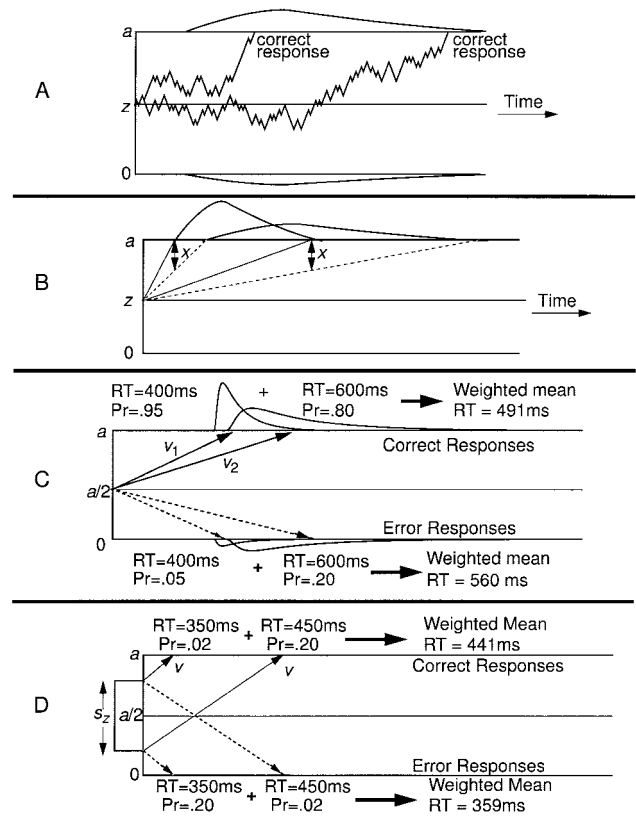 a
correct
response
correct
response
A
z
Time
0
a
x
x
B
z
Time
0
RT=400ms + RT=600ms Weighted mean
Pr=.95 Pr=.80 RT = 491ms
a
v1
Correct Responses
v2
C
a/2
0
Error Responses
RT=400ms + RT=600ms Weighted mean
Pr=.05 Pr=.20 RT = 560 ms
RT=350ms + RT=450ms Weighted Mean
Pr=.02 Pr=.20 RT = 441ms
a
v v Correct Responses
D
sz a/2
0
Error Responses
RT=350ms + RT=450ms Weighted Mean
Pr=.20 Pr=.02 RT = 359ms